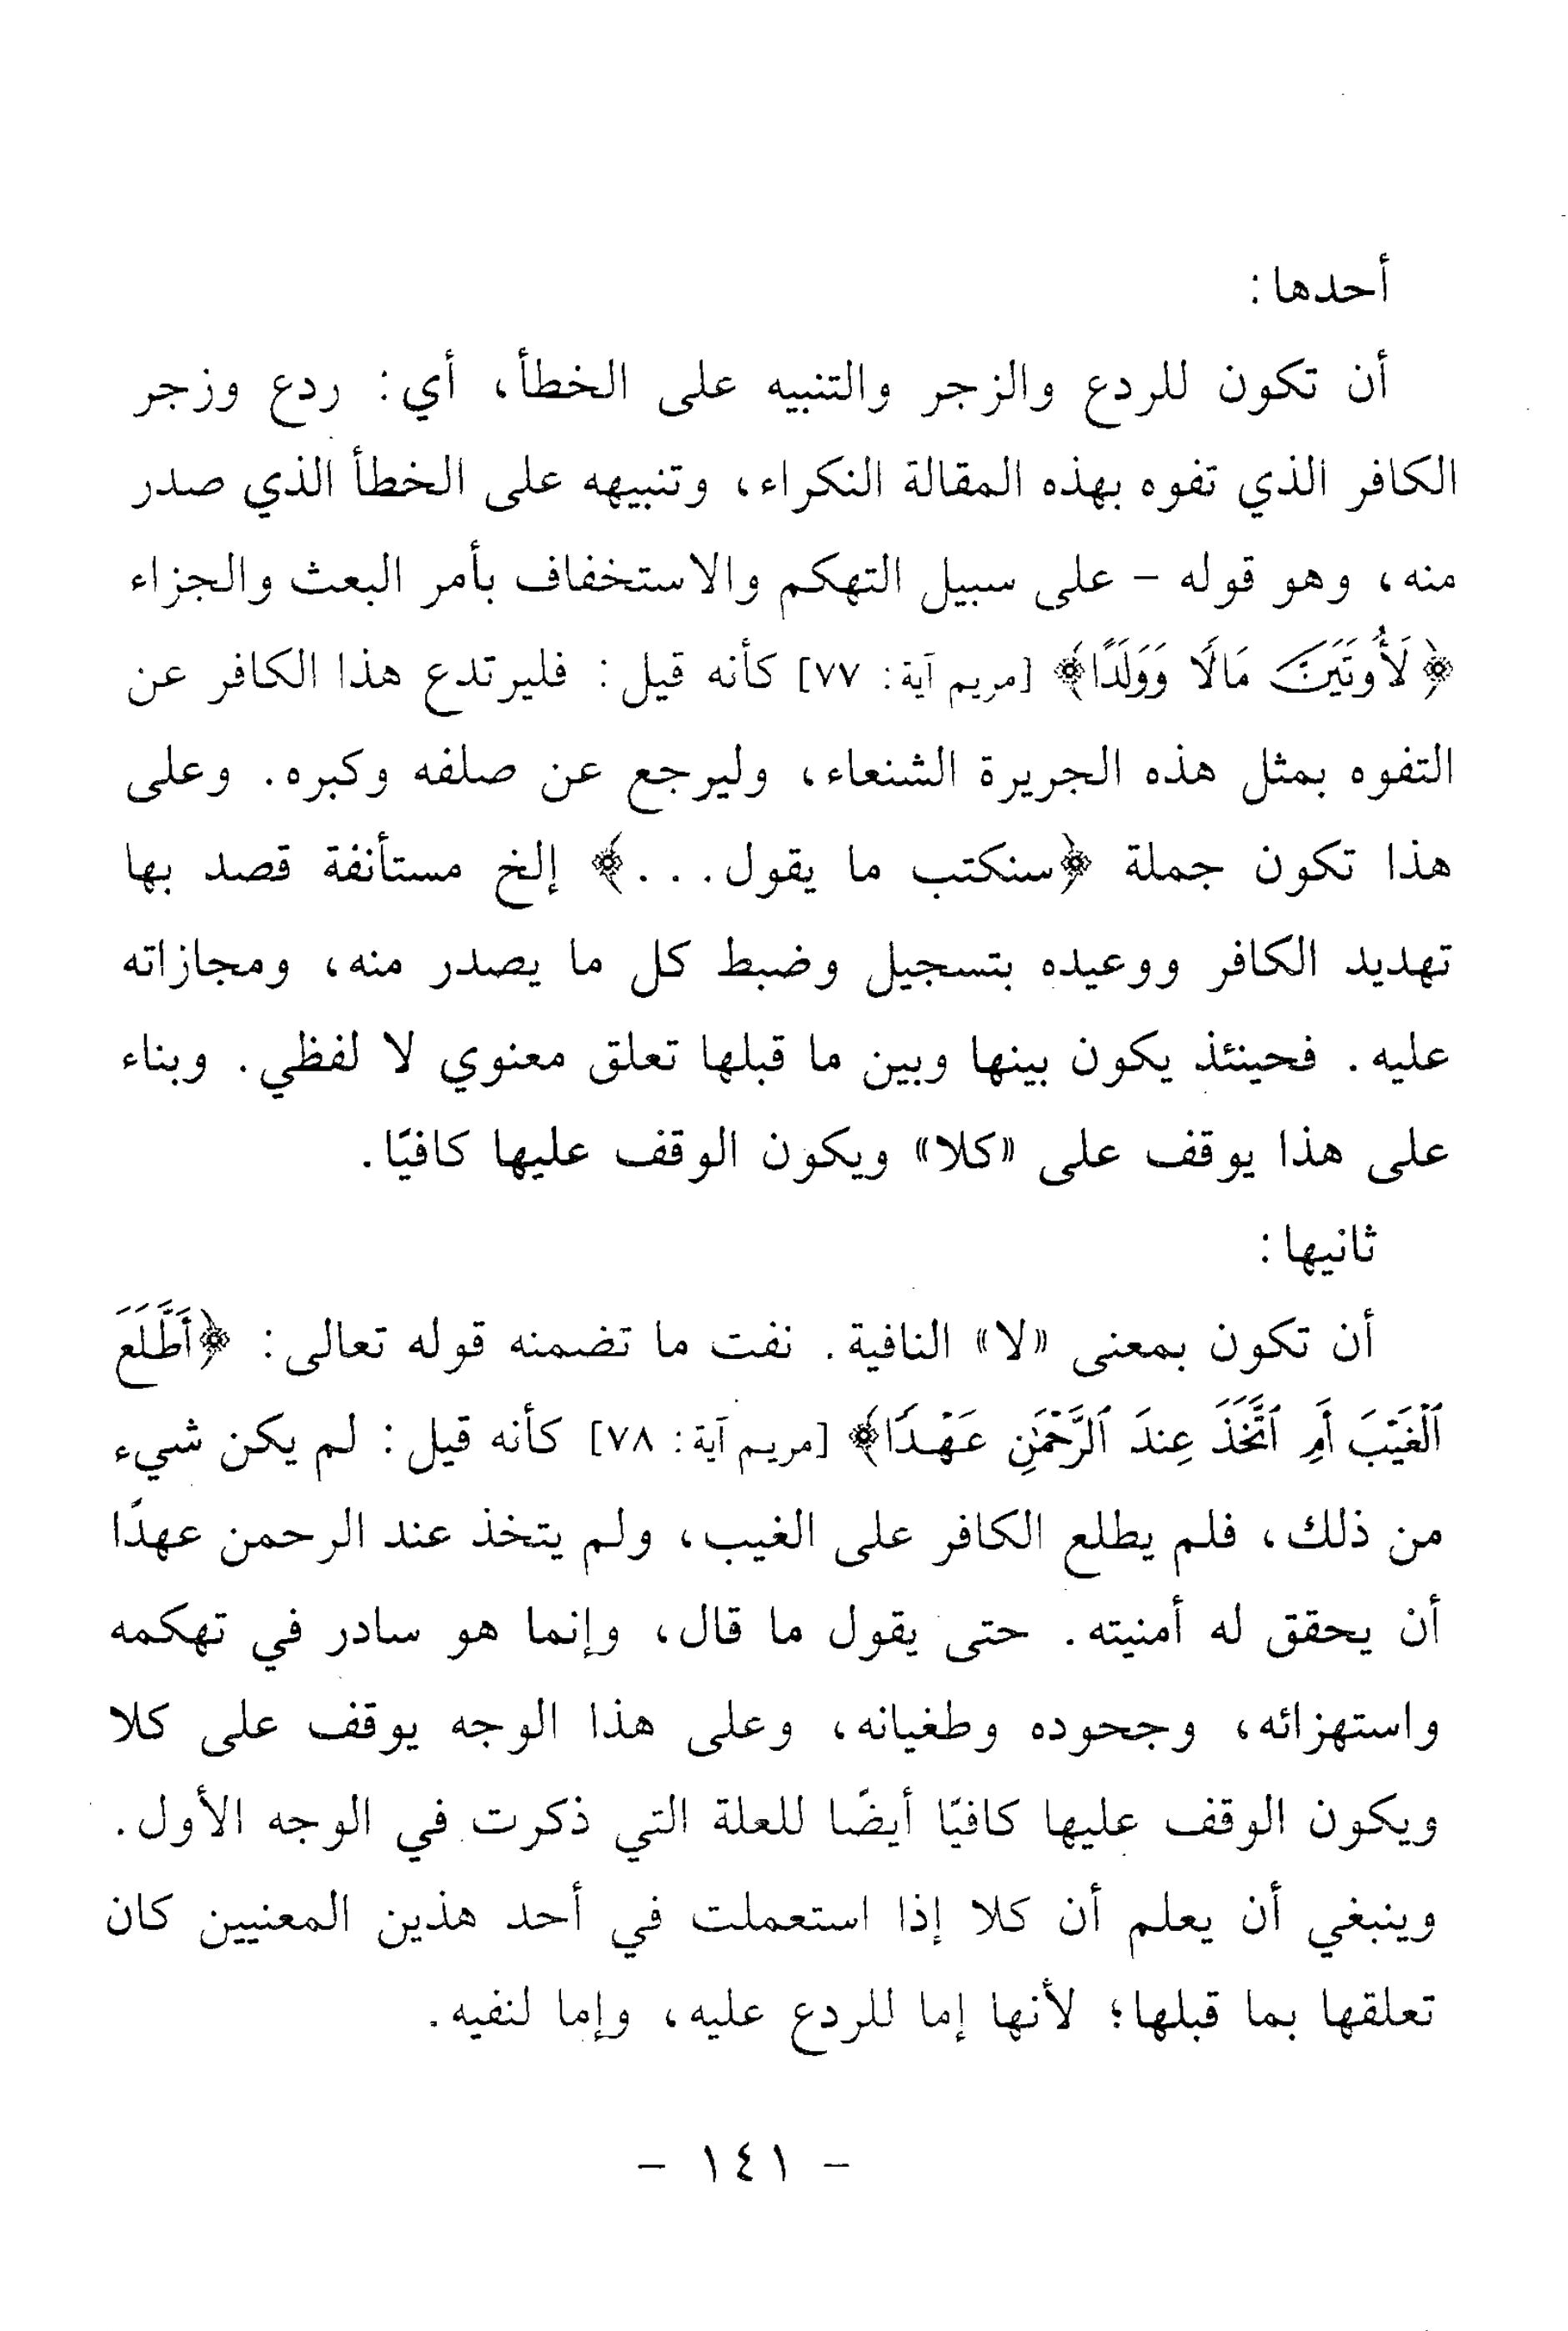 أحدها:
أن تكون للردع والزجر والتنبيه على الخطأ، أي: ردع وزجر
الكافر الذي تفوه بهذه المقالة النكراء، وتنبيهه على الخطأ الذي صدر
منه، وهو قوله - على سبيل التهكم والاستخفاف بأمر البعث والجزاء
﴿لَأُوتَيَنَّ مَالًا وَوَلَدًا﴾ [مريم آية: ٧٧] كأنه قيل: فليرتدع هذا الكافر عن
التفوه بمثل هذه الجريرة الشنعاء، وليرجع عن صلفه وكبره. وعلى
هذا تكون جملة ﴿سنكتب ما يقول...﴾ إلخ مستأنفة قصد بها
تهديد الكافر ووعيده بتسجيل وضبط كل ما يصدر منه، ومجازاته
عليه. فحينئذ يكون بينها وبين ما قبلها تعلق معنوي لا لفظي. وبناء
على هذا يوقف على «كلا» ويكون الوقف عليها كافيًا.
ثانيها:
أن تكون بمعنى «لا» النافية. نفت ما تضمنه قوله تعالى: ﴿أَطَّلَعَ
ٱلْغَيْبَ أَمِ ٱتَّخَذَ عِندَ ٱلرَّحْمَٰنِ عَهْدًا﴾ [مريم آية: ٧٨] كأنه قيل: لم يكن شيء
من ذلك، فلم يطلع الكافر على الغيب، ولم يتخذ عند الرحمن عهدًا
أن يحقق له أمنيته. حتى يقول ما قال، وإنما هو سادر في تهكمه
واستهزائه، وجحوده وطغيانه، وعلى هذا الوجه يوقف على كلا
ويكون الوقف عليها كافيًا أيضًا للعلة التي ذكرت في الوجه الأول.
وينبغي أن يعلم أن كلا إذا استعملت في أحد هذين المعنيين كان
تعلقها بما قبلها؛ لأنها إما للردع عليه، وإما لنفيه.
- ١٤١ -